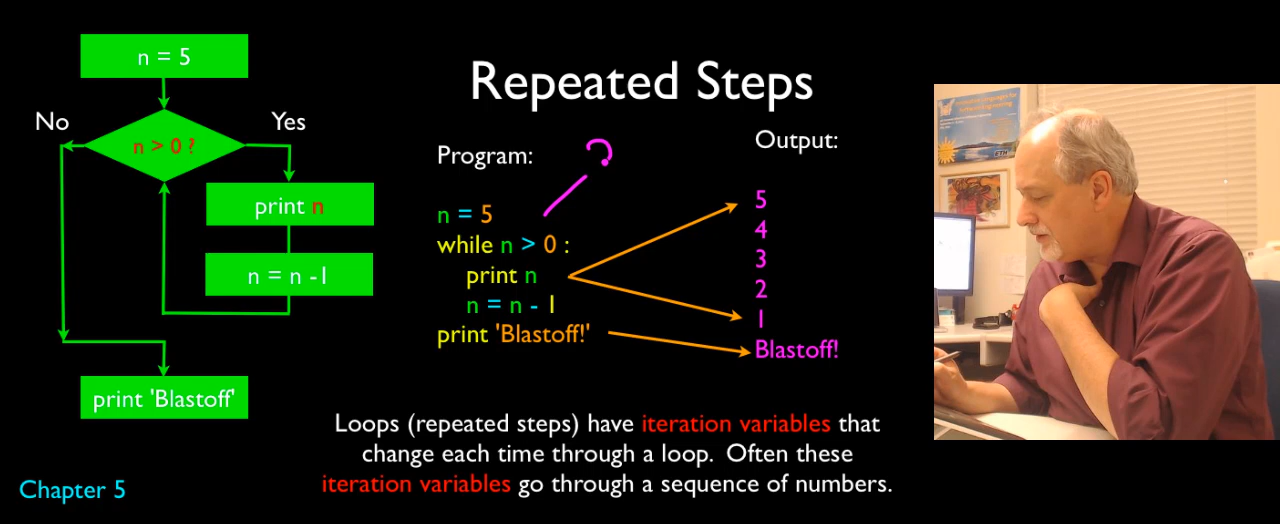 Repeated Steps
n = 5
No
n > 0 ?
Yes
print n
n = n -1
print 'Blastoff'
Program:
?
n = 5
while n > 0 :
print n
n = n - 1
print 'Blastoff!'
Output:
5
4
3
2
1
Blastoff!
Loops (repeated steps) have iteration variables that
change each time through a loop. Often these
iteration variables go through a sequence of numbers.
Chapter 5